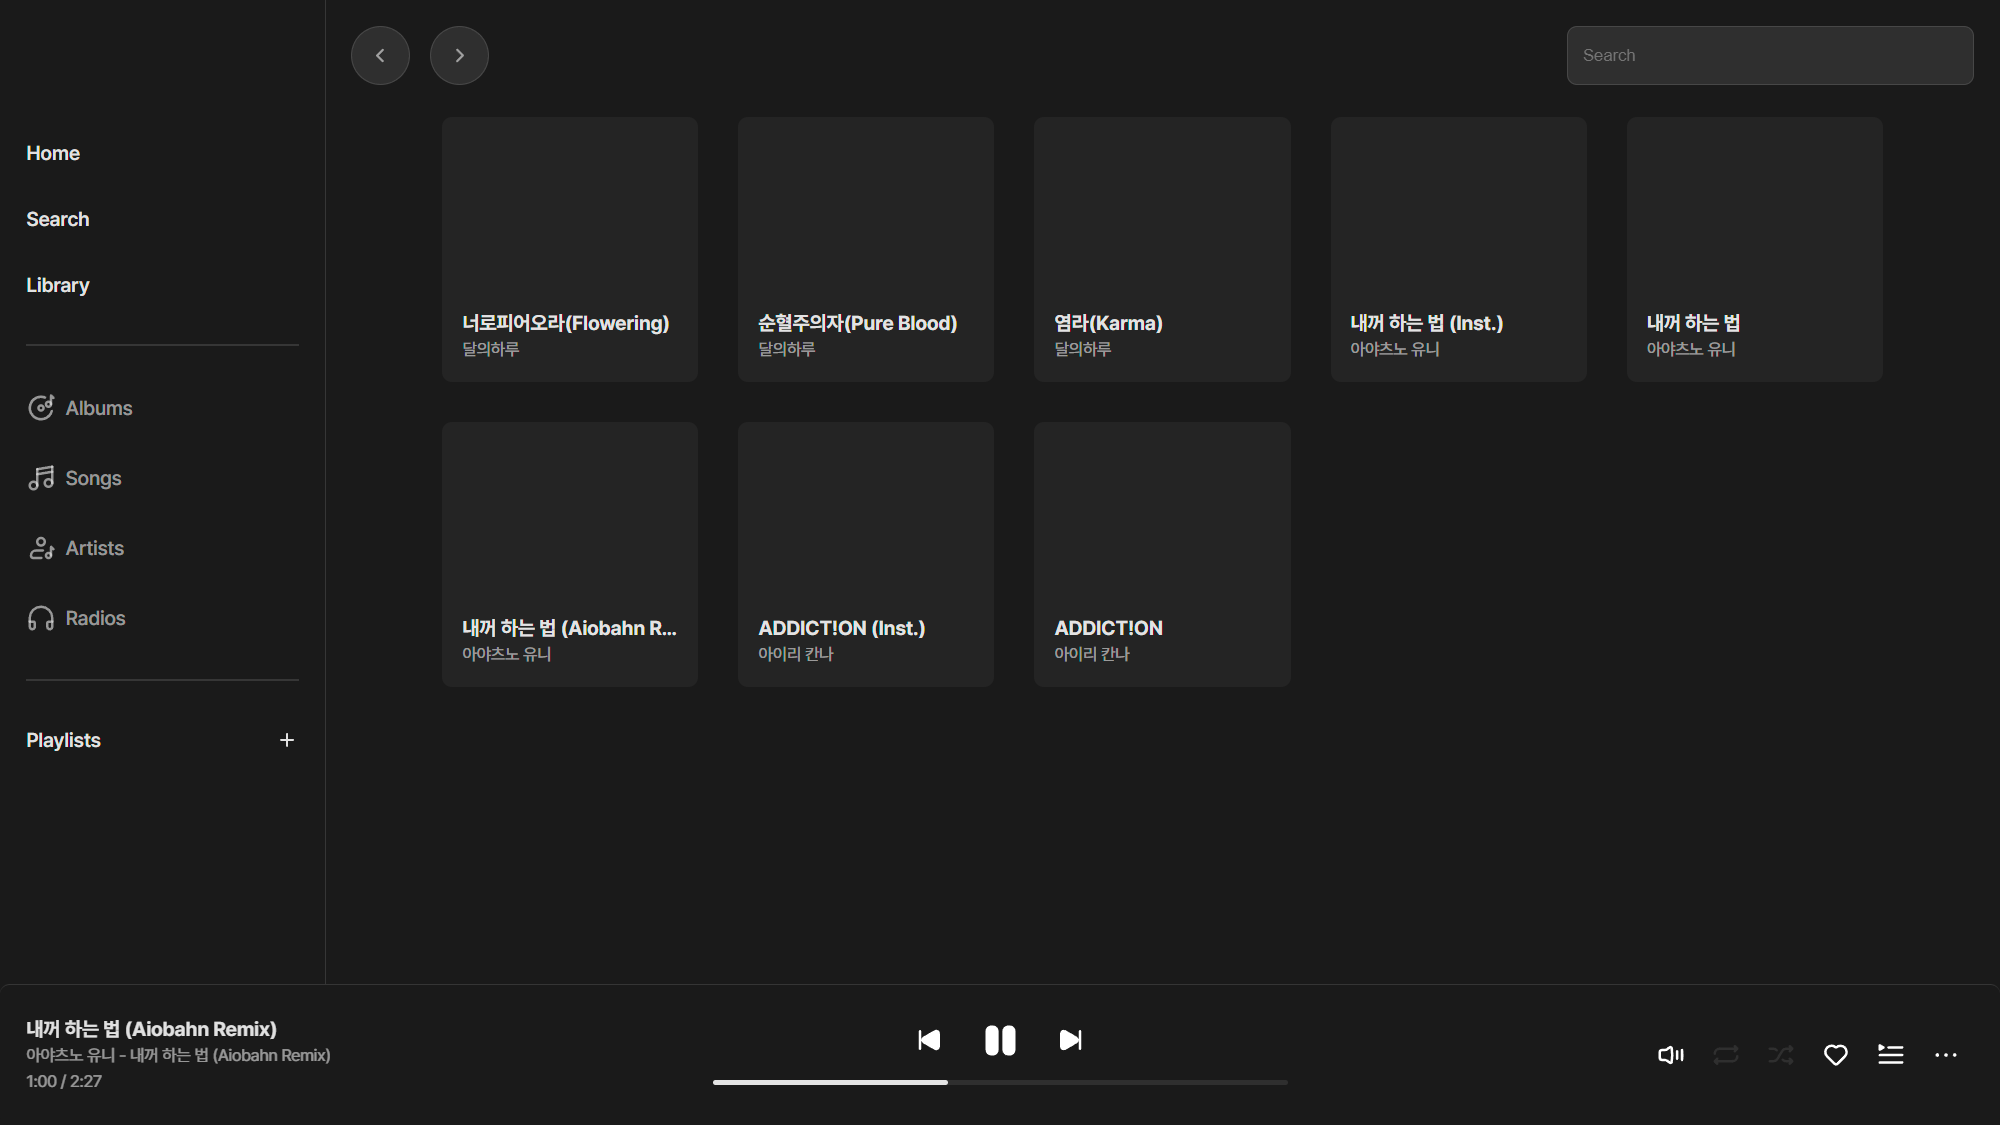 Search
Home
Search
Library
Albums
Songs
Artists
Radios
Playlists
너로피어오라(Flowering)
달의하루
순혈주의자(Pure Blood)
달의하루
염라(Karma)
달의하루
내꺼 하는 법 (Inst.)
아야츠노 유니
내꺼 하는 법
아야츠노 유니
내꺼 하는 법 (Aiobahn R...
아야츠노 유니
ADDICT!ON (Inst.)
아이리 칸나
ADDICT!ON
아이리 칸나
내꺼 하는 법 (Aiobahn Remix)
아야츠노 유니 - 내꺼 하는 법 (Aiobahn Remix)
1:00 / 2:27